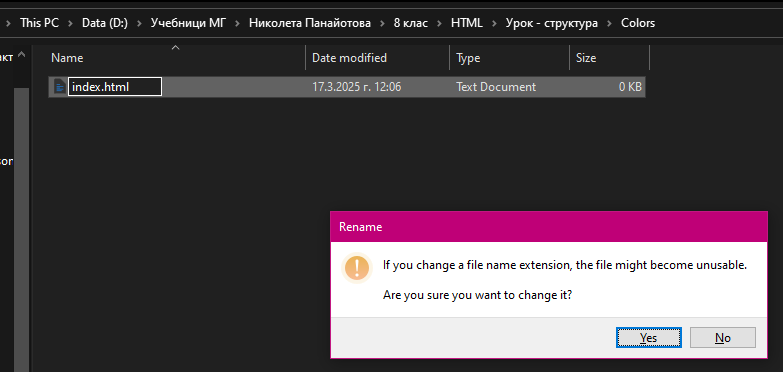 This PC > Data (D:) > Учебници МГ > Николета Панайотова > 8 клас > HTML > Урок - структура > Colors
Name Date modified Type Size
index.html 17.3.2025 г. 12:06 Text Document 0 KB
Rename
If you change a file name extension, the file might become unusable.
Are you sure you want to change it?
Yes No